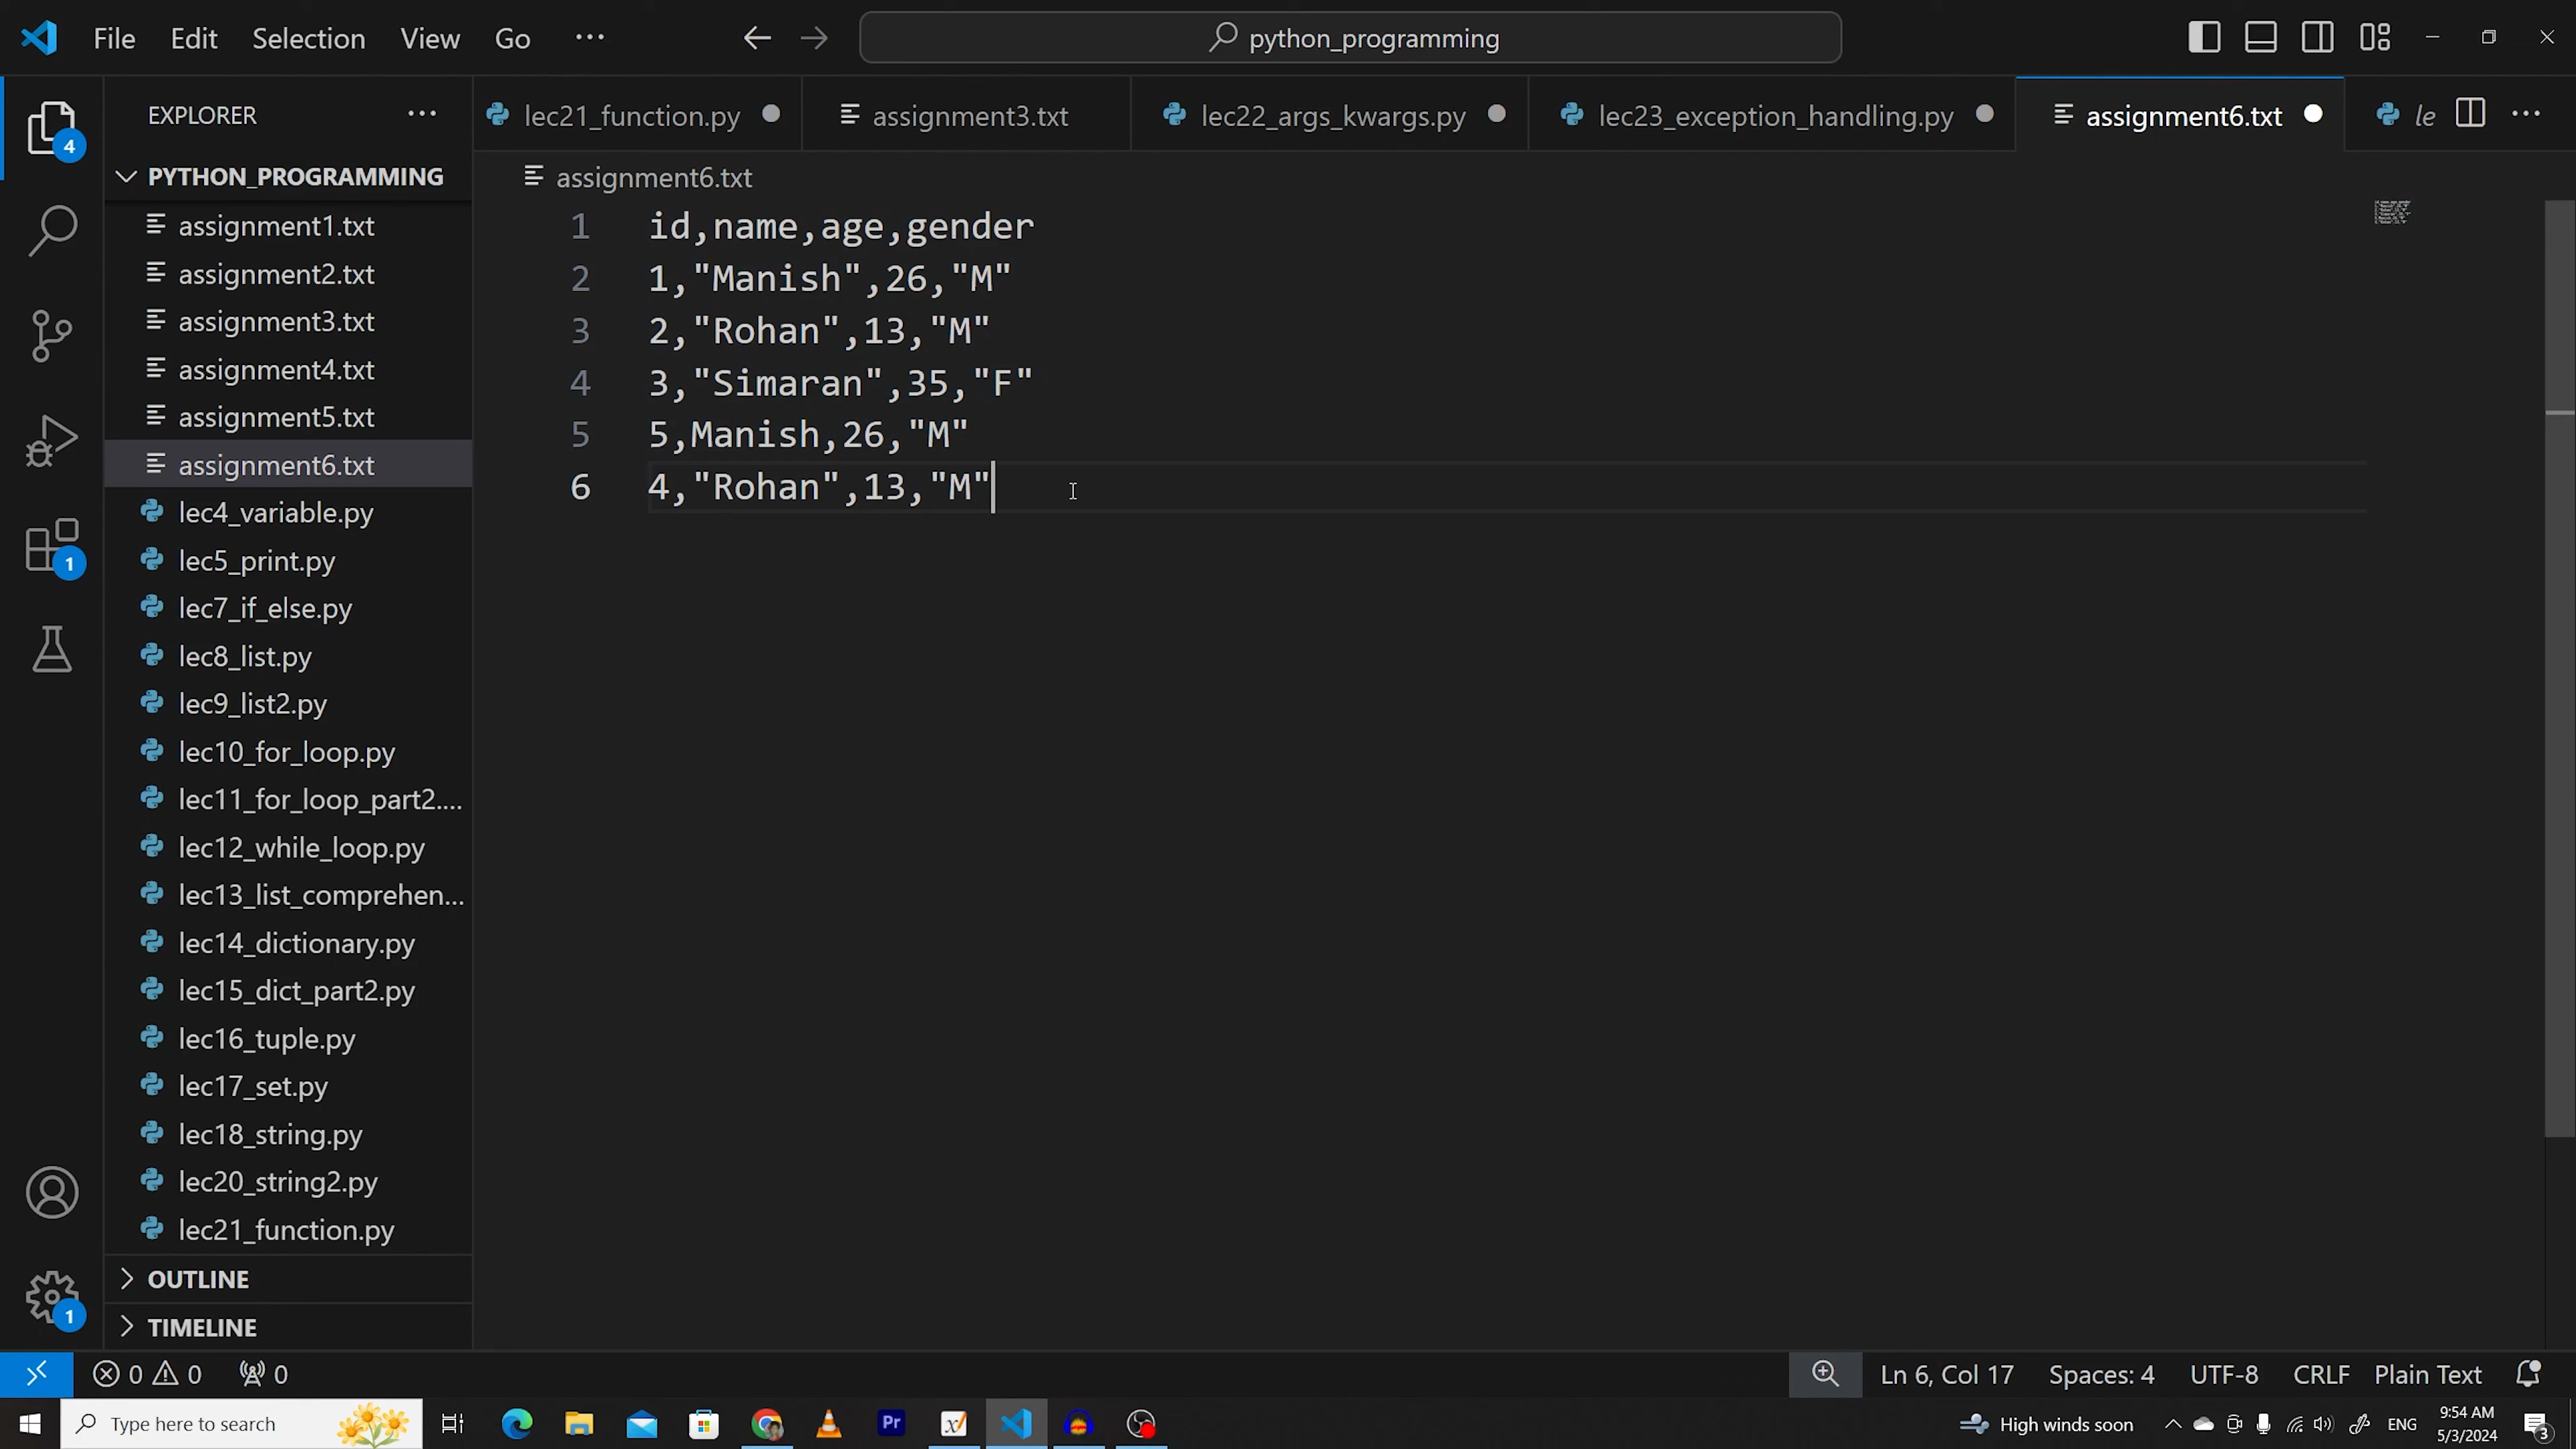 File Edit Selection View Go ... python_programming
EXPLORER ...
lec21_function.py assignment3.txt lec22_args_kwargs.py lec23_exception_handling.py assignment6.txt le ...
PYTHON_PROGRAMMING
assignment1.txt
assignment2.txt
assignment3.txt
assignment4.txt
assignment5.txt
assignment6.txt
lec4_variable.py
lec5_print.py
lec7_if_else.py
lec8_list.py
lec9_list2.py
lec10_for_loop.py
lec11_for_loop_part2....
lec12_while_loop.py
lec13_list_comprehen...
lec14_dictionary.py
lec15_dict_part2.py
lec16_tuple.py
lec17_set.py
lec18_string.py
lec20_string2.py
lec21_function.py
OUTLINE
TIMELINE
4
1
1
assignment6.txt
1 id,name,age,gender
2 1,"Manish",26,"M"
3 2,"Rohan",13,"M"
4 3,"Simaran",35,"F"
5 5,Manish,26,"M"
6 4,"Rohan",13,"M"
0 0 0 Ln 6, Col 17 Spaces: 4 UTF-8 CRLF Plain Text
Type here to search Pr High winds soon ENG 9:54 AM
5/3/2024 3